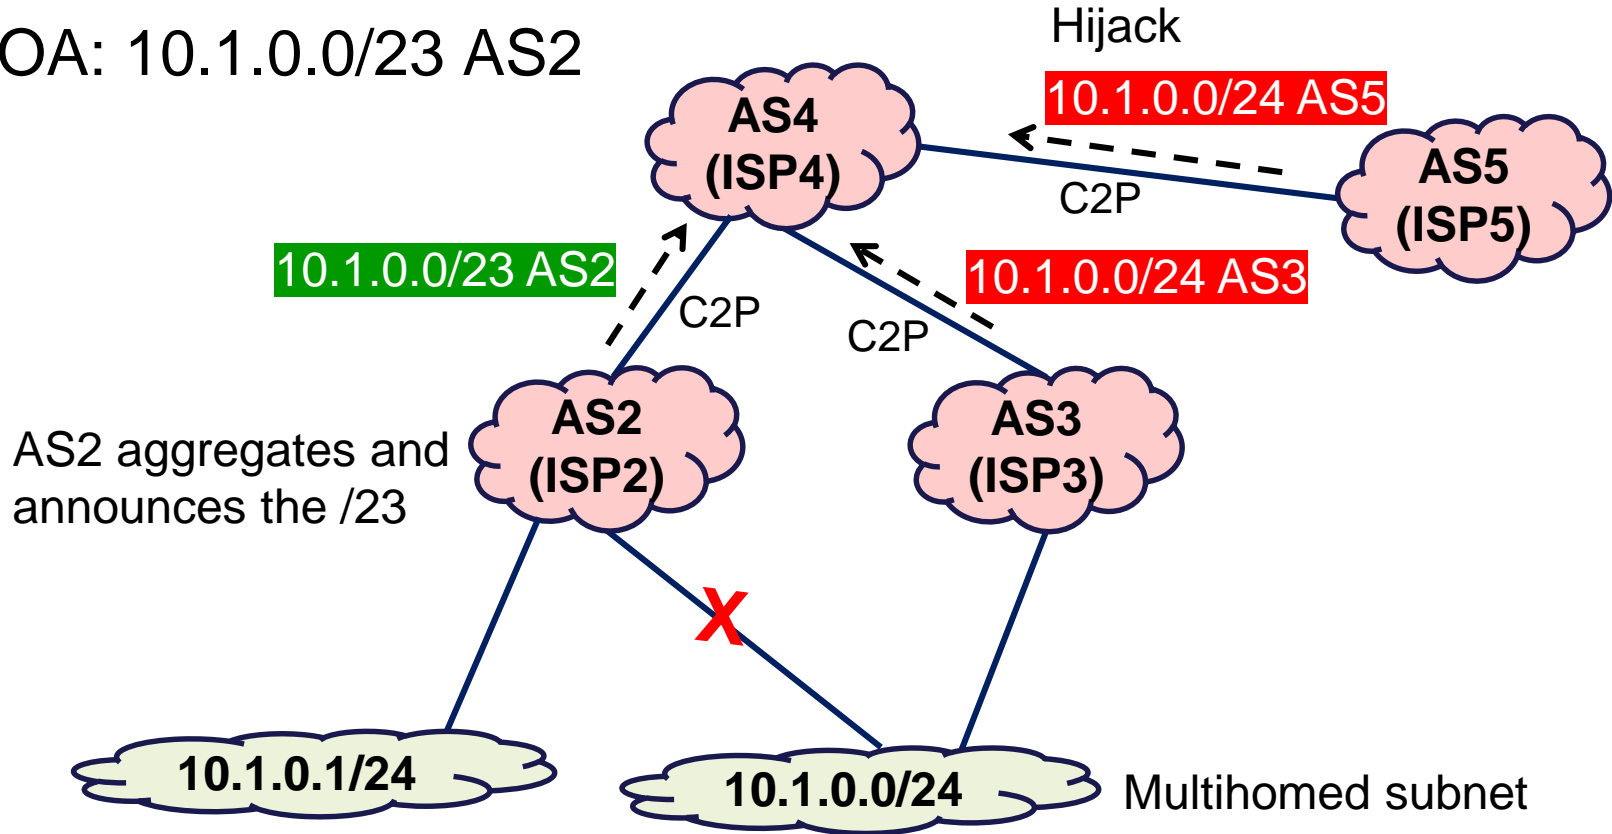 OA: 10.1.0.0/23 AS2
Hijack
10.1.0.0/24 AS5
AS4
(ISP4)
AS5
(ISP5)
C2P
10.1.0.0/23 AS2
10.1.0.0/24 AS3
C2P
C2P
AS2
(ISP2)
AS3
(ISP3)
AS2 aggregates and
announces the /23
X
10.1.0.1/24
10.1.0.0/24
Multihomed subnet